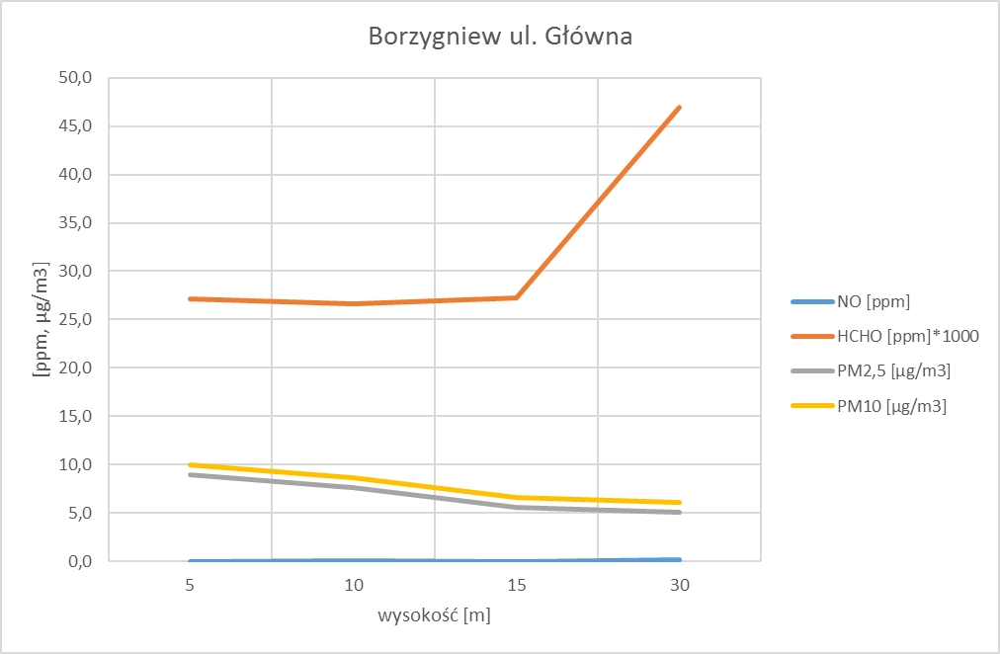 Borzygniew ul. Główna
50,0
45,0
40,0
35,0
30,0
25,0
20,0
15,0
10,0
5,0
0,0
[ppm, µg/m3]
5 10 15 30
wysokość [m]
NO [ppm]
HCHO [ppm]*1000
PM2,5 [µg/m3]
PM10 [µg/m3]